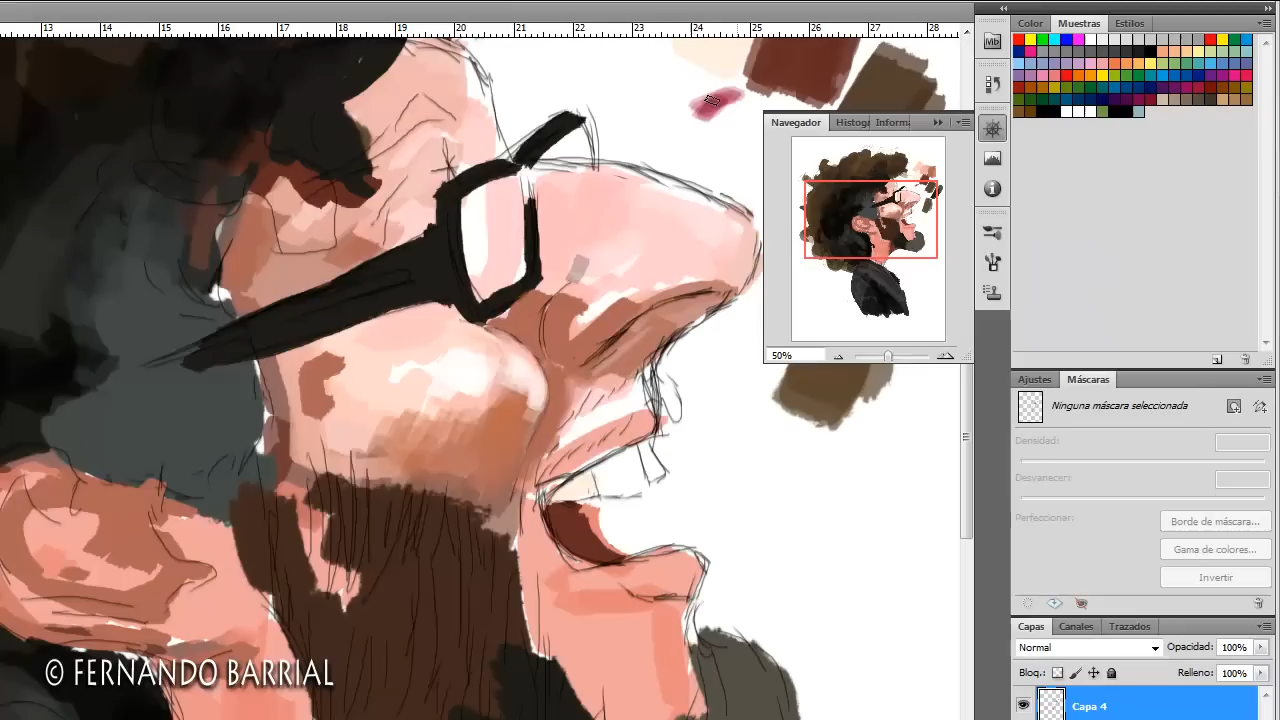 13 14 15 16 17 18 19 20 21 22 23 24 25 26 27 28
Color Muestras Estilos
Mb
Navegador Histog Informa
50%
Ajustes Máscaras
Ninguna máscara seleccionada
Densidad:
Desvanecer:
Perfeccionar:
Borde de máscara...
Gama de colores...
Invertir
Capas Canales Trazados
Normal Opacidad: 100%
Bloq.: Relleno: 100%
Capa 4
© FERNANDO BARRIAL